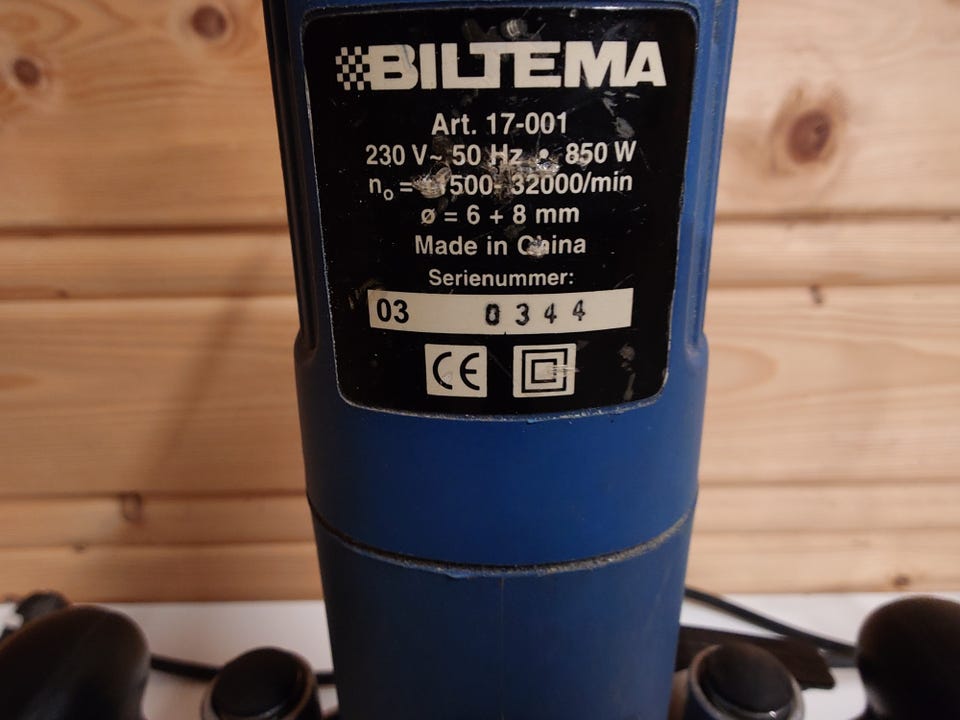 BILTEMA
Art. 17-001
230 V~ 50 Hz • 850 W
n₀ = 32000/min
ø = 6 + 8 mm
Made in China
Serienummer:
03 0344
CE